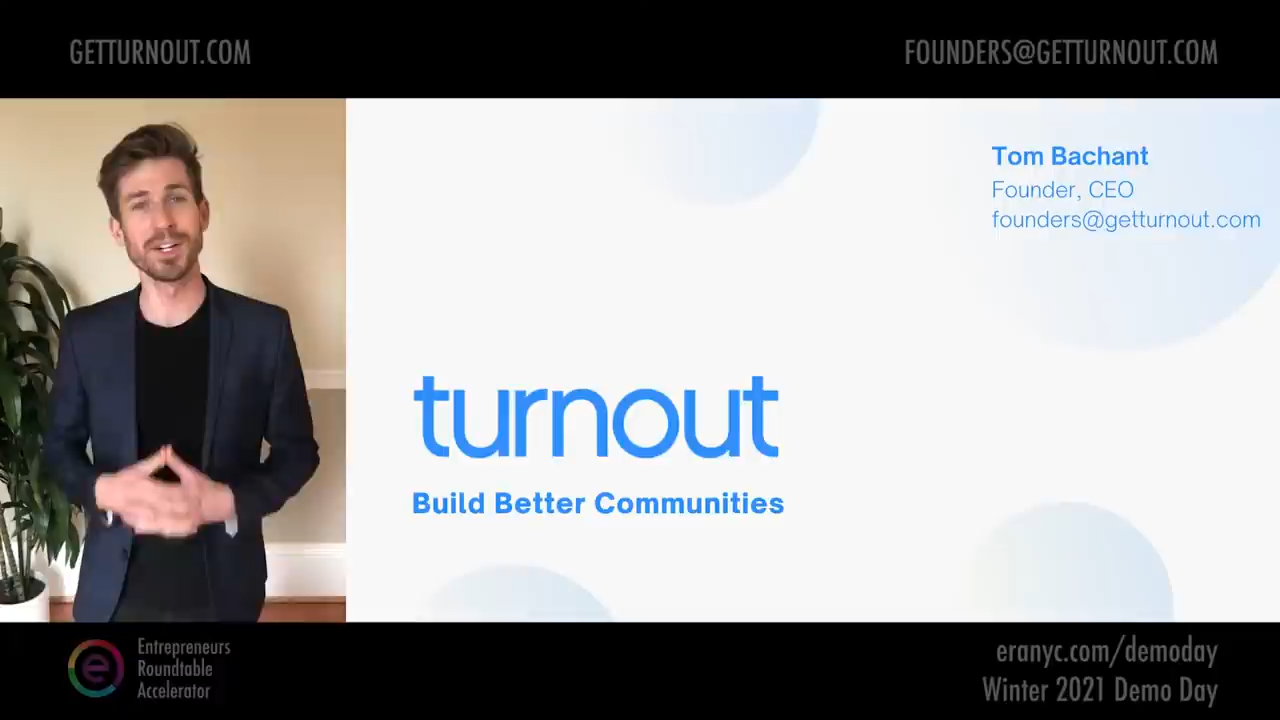 GETTURNOUT.COM
FOUNDERS@GETTURNOUT.COM
Tom Bachant
Founder, CEO
founders@getturnout.com
turnout
Build Better Communities
e
Entrepreneurs
Roundtable
Accelerator
eranyc.com/demoday
Winter 2021 Demo Day